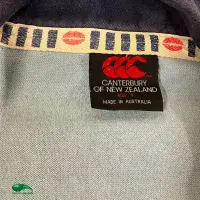 CANTERBURY
OF NEW ZEALAND
MADE IN AUSTRALIA